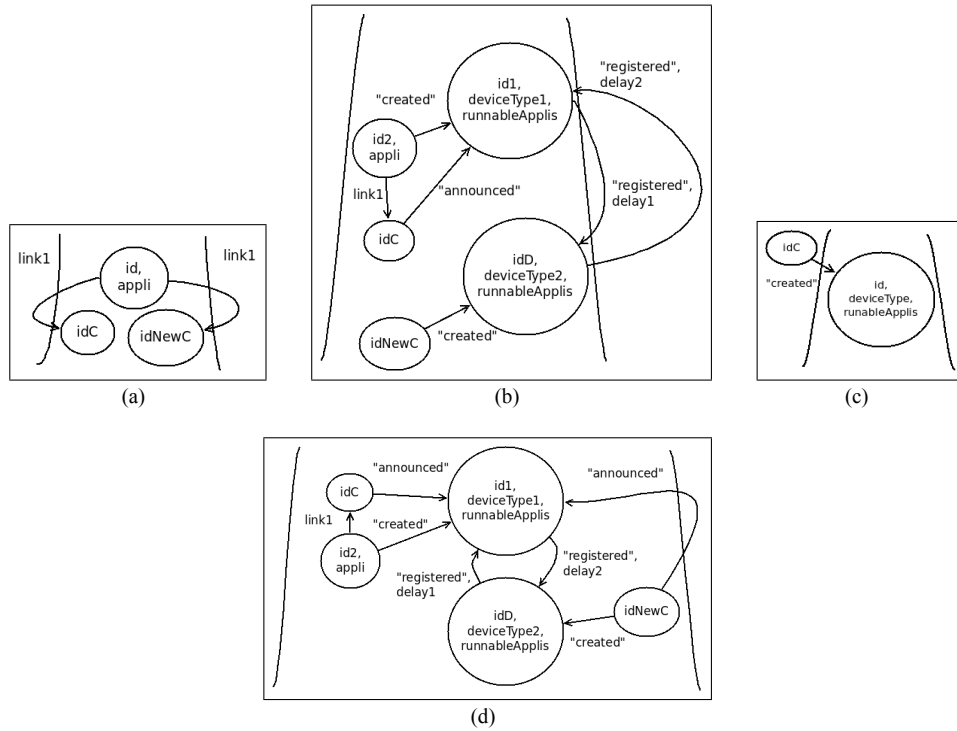 link1
id,
appli
link1
idC
idNewC
(a)
id1,
deviceType1,
runnableApplis
"registered",
delay2
"created"
id2,
appli
link1
"announced"
"registered",
delay1
idC
idD,
deviceType2,
runnableApplis
"created"
idNewC
(b)
idC
"created"
id,
deviceType,
runableApplis
(c)
"announced"
idC
id1,
deviceType1,
runnableApplis
"announced"
link1
"created"
id2,
appli
"registered",
delay1
"registered",
delay2
idD,
deviceType2,
runnableApplis
idNewC
"created"
(d)